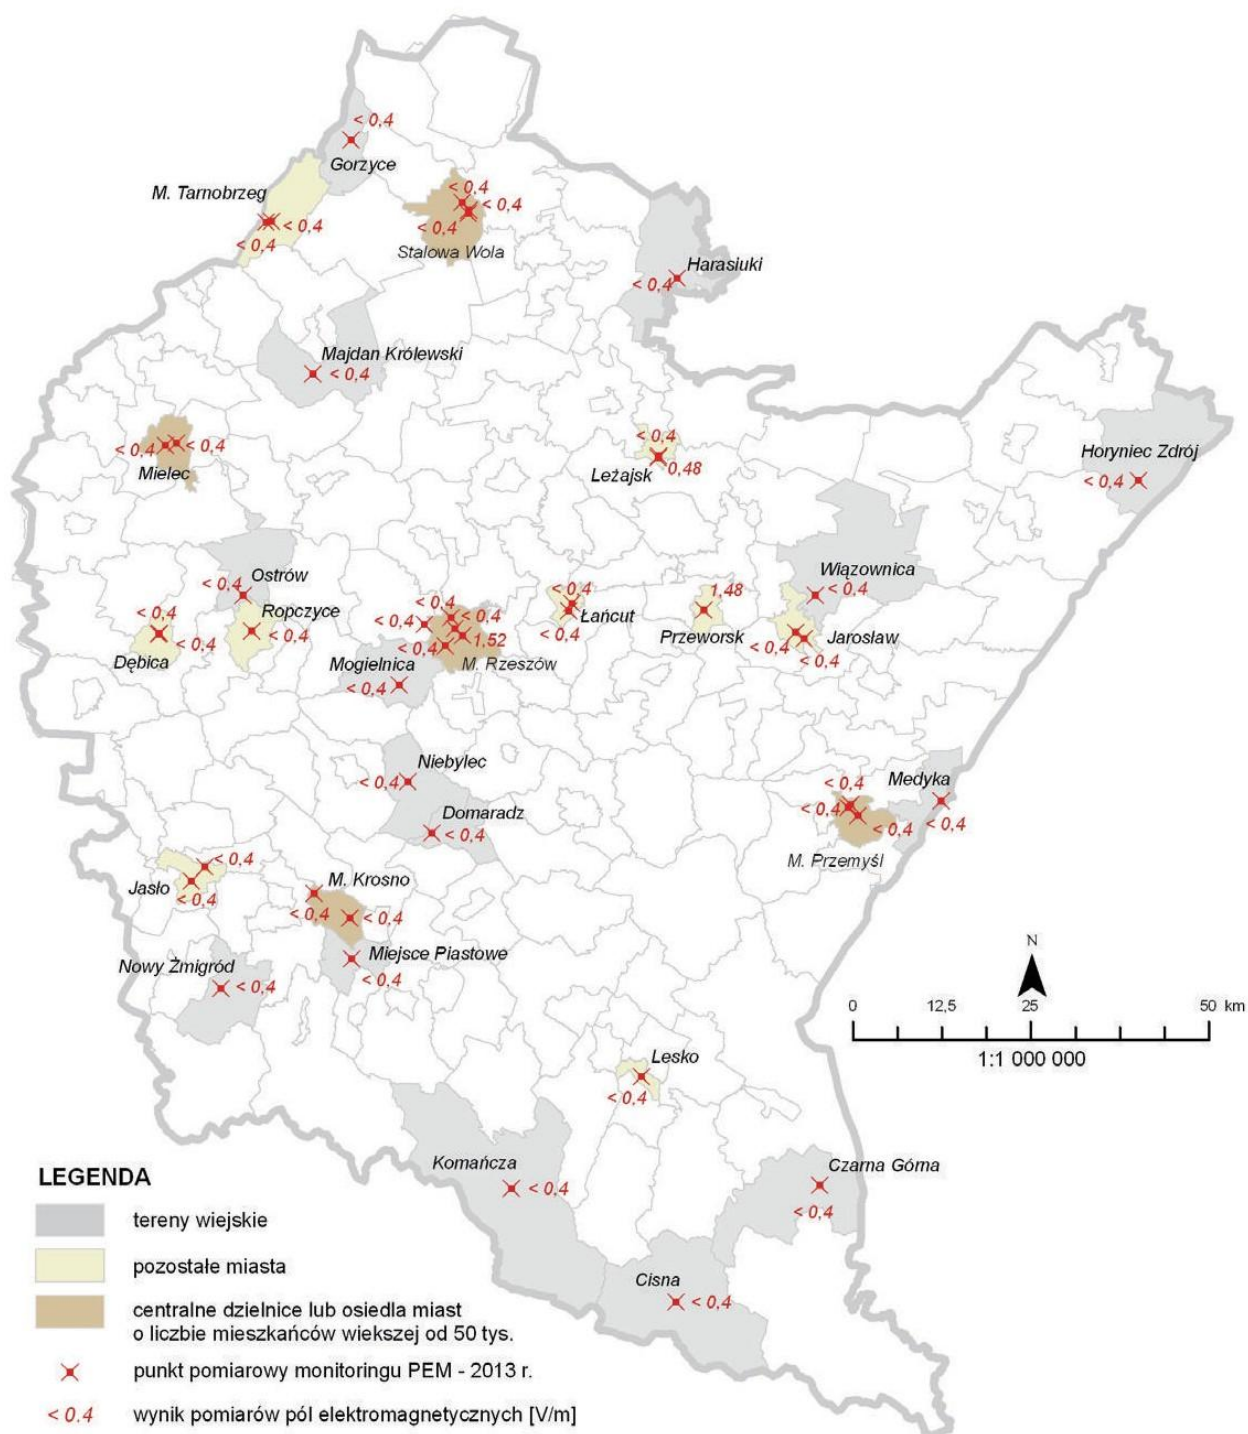 < 0,4
Gorzyce
M. Tarnobrzeg
< 0,4
< 0,4
< 0,4
< 0,4
< 0,4
Stalowa Wola
Harasiuki
< 0,4
Majdan Królewski
< 0,4
< 0,4
< 0,4
Mielec
< 0,4
Leżajsk
0,48
Horyniec Zdrój
< 0,4
Ostrów
< 0,4
Ropczyce
< 0,4
< 0,4
< 0,4
Dębica
< 0,4
< 0,4
< 0,4
1,52
< 0,4
M. Rzeszów
Mogielnica
< 0,4
< 0,4
Łańcut
< 0,4
1,48
Przeworsk
Wiązownica
< 0,4
Jarosław
< 0,4
< 0,4
Niebylec
< 0,4
Domaradz
< 0,4
Medyka
< 0,4
< 0,4
< 0,4
< 0,4
M. Przemyśl
< 0,4
Jasło
< 0,4
M. Krosno
< 0,4
< 0,4
Miejsce Piastowe
< 0,4
Nowy Żmigród
< 0,4
N
0 12,5 25 50 km
1:1 000 000
Lesko
< 0,4
Komańcza
< 0,4
Czarna Górna
< 0,4
Cisna
< 0,4
LEGENDA
tereny wiejskie
pozostałe miasta
centralne dzielnice lub osiedla miast
o liczbie mieszkańców wiekszej od 50 tys.
punkt pomiarowy monitoringu PEM - 2013 r.
< 0.4 wynik pomiarów pól elektromagnetycznych [V/m]